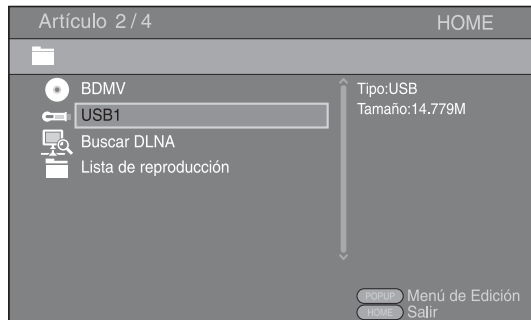 Artículo 2 / 4 HOME
BDMV
USB1
Buscar DLNA
Lista de reproducción
Tipo:USB
Tamaño:14.779M
POPUP Menú de Edición
HOME Salir